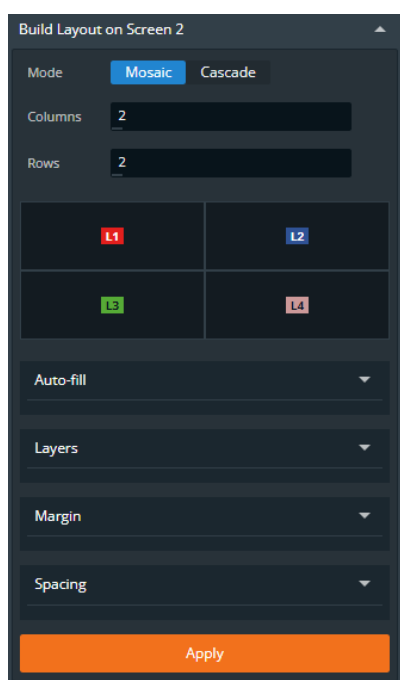 Build Layout on Screen 2
Mode Mosaic Cascade
Columns 2
Rows 2
L1 L2
L3 L4
Auto-fill
Layers
Margin
Spacing
Apply